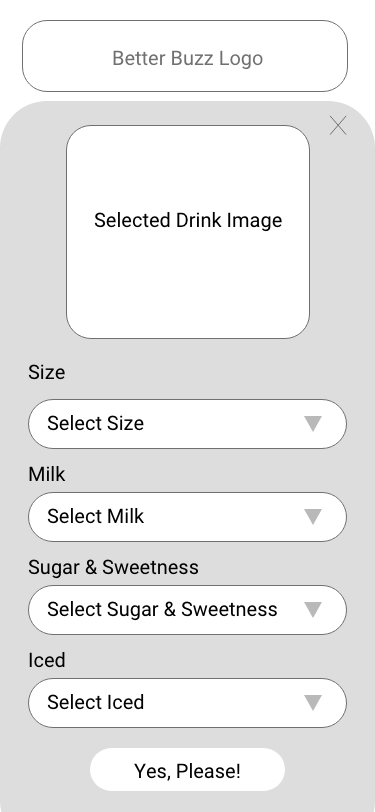 Better Buzz Logo
Selected Drink Image
Size
Select Size
Milk
Select Milk
Sugar & Sweetness
Select Sugar & Sweetness
Iced
Select Iced
Yes, Please!